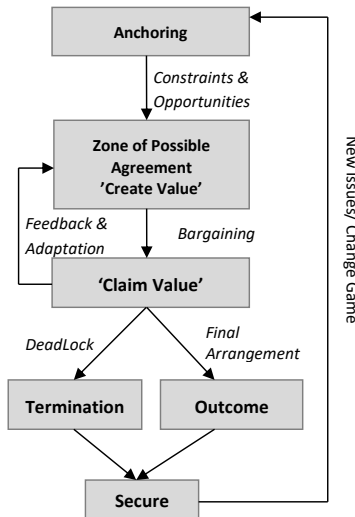 Anchoring
Constraints &
Opportunities
Zone of Possible
Agreement
’Create Value’
Feedback &
Adaptation
Bargaining
‘Claim Value’
DeadLock
Final
Arrangement
Termination
Outcome
Secure
New Issues/ Change Game